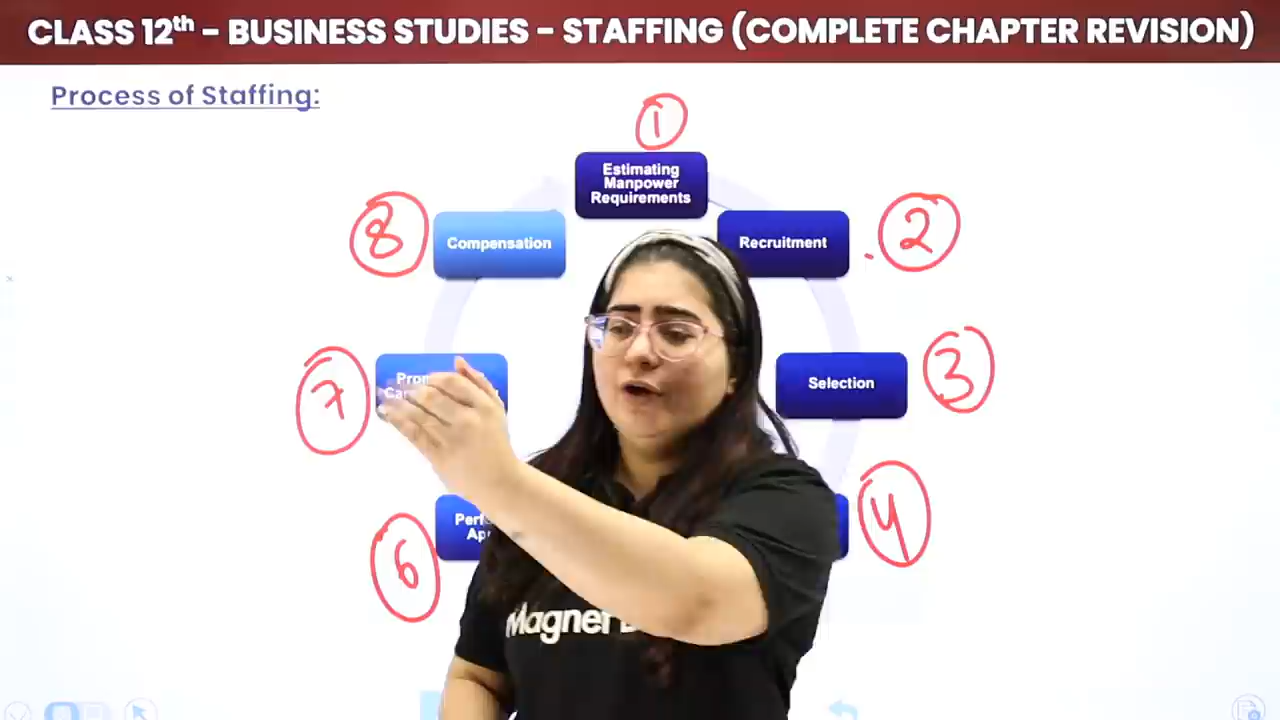 CLASS 12th – BUSINESS STUDIES – STAFFING (COMPLETE CHAPTER REVISION)
Process of Staffing:
1
Estimating
Manpower
Requirements
8
Compensation
Recruitment
2
7
Selection
3
6
4
Magnet